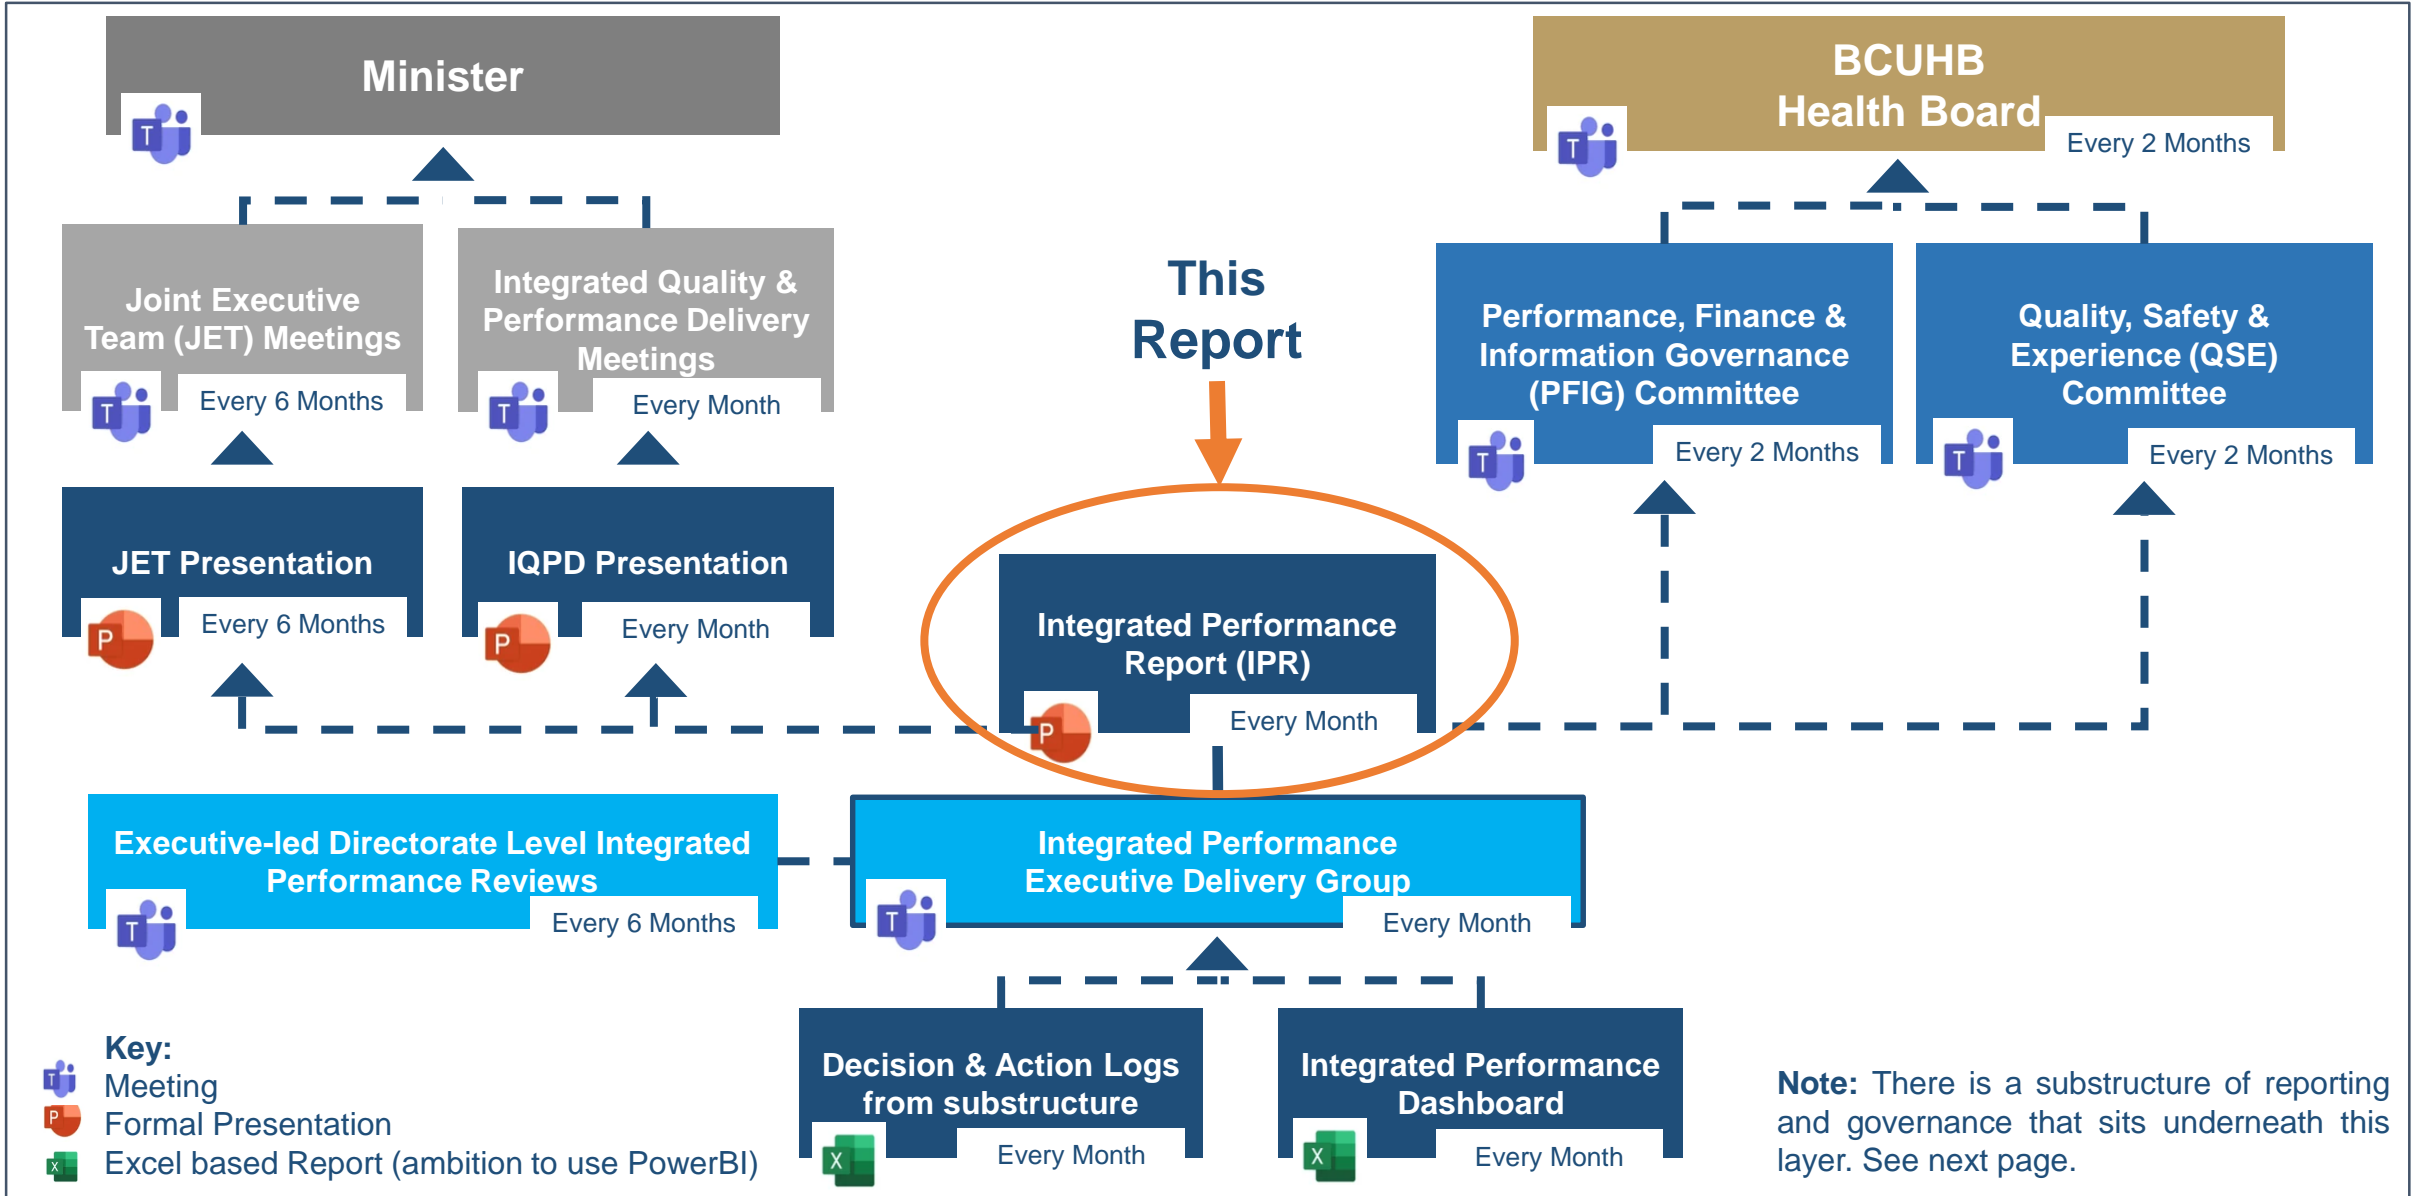 Minister
BCUHB
Health Board
Every 2 Months
Joint Executive
Team (JET) Meetings
Every 6 Months
Integrated Quality &
Performance Delivery
Meetings
Every Month
This
Report
Performance, Finance &
Information Governance
(PFIG) Committee
Every 2 Months
Quality, Safety &
Experience (QSE)
Committee
Every 2 Months
JET Presentation
Every 6 Months
IQPD Presentation
Every Month
Integrated Performance
Report (IPR)
Every Month
Executive-led Directorate Level Integrated
Performance Reviews
Every 6 Months
Integrated Performance
Executive Delivery Group
Every Month
Decision & Action Logs
from substructure
Every Month
Integrated Performance
Dashboard
Every Month
Key:
Meeting
Formal Presentation
Excel based Report (ambition to use PowerBI)
Note: There is a substructure of reporting
and governance that sits underneath this
layer. See next page.